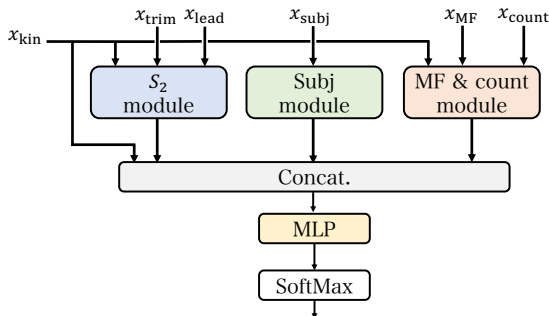 x_kin x_trim x_lead x_subj x_MF x_count
S_2 module
Subj module
MF & count module
Concat.
MLP
SoftMax